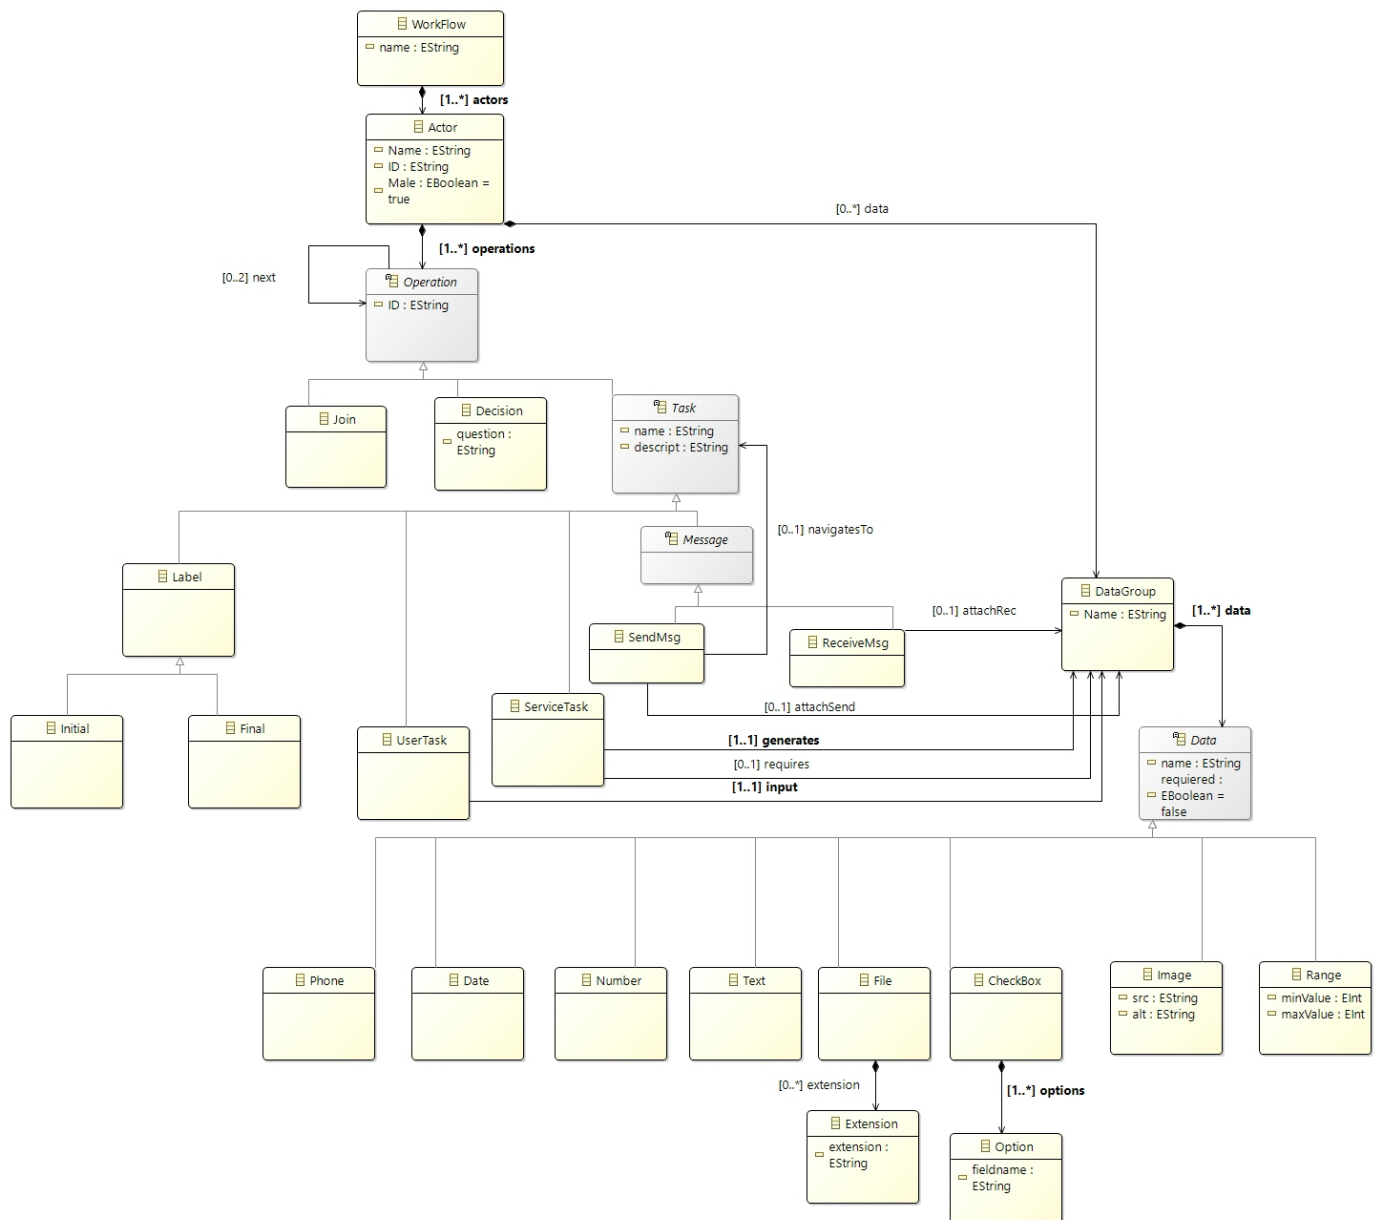 WorkFlow
name : EString
[1..*] actors
Actor
Name : EString
ID : EString
Male : EBoolean =
true
[0..*] data
[1..*] operations
[0..2] next
Operation
ID : EString
Join
Decision
question :
EString
Task
name : EString
descript : EString
[0..1] navigatesTo
Message
Label
DataGroup
Name : EString
[0..1] attachRec
[1..*] data
SendMsg
ReceiveMsg
ServiceTask
[0..1] attachSend
Initial
Final
UserTask
[1..1] generates
[0..1] requires
[1..1] input
Data
name : EString
requiered :
EBoolean =
false
Phone
Date
Number
Text
File
CheckBox
Image
src : EString
alt : EString
Range
minValue : EInt
maxValue : EInt
[0..*] extension
[1..*] options
Extension
extension :
EString
Option
fieldname :
EString